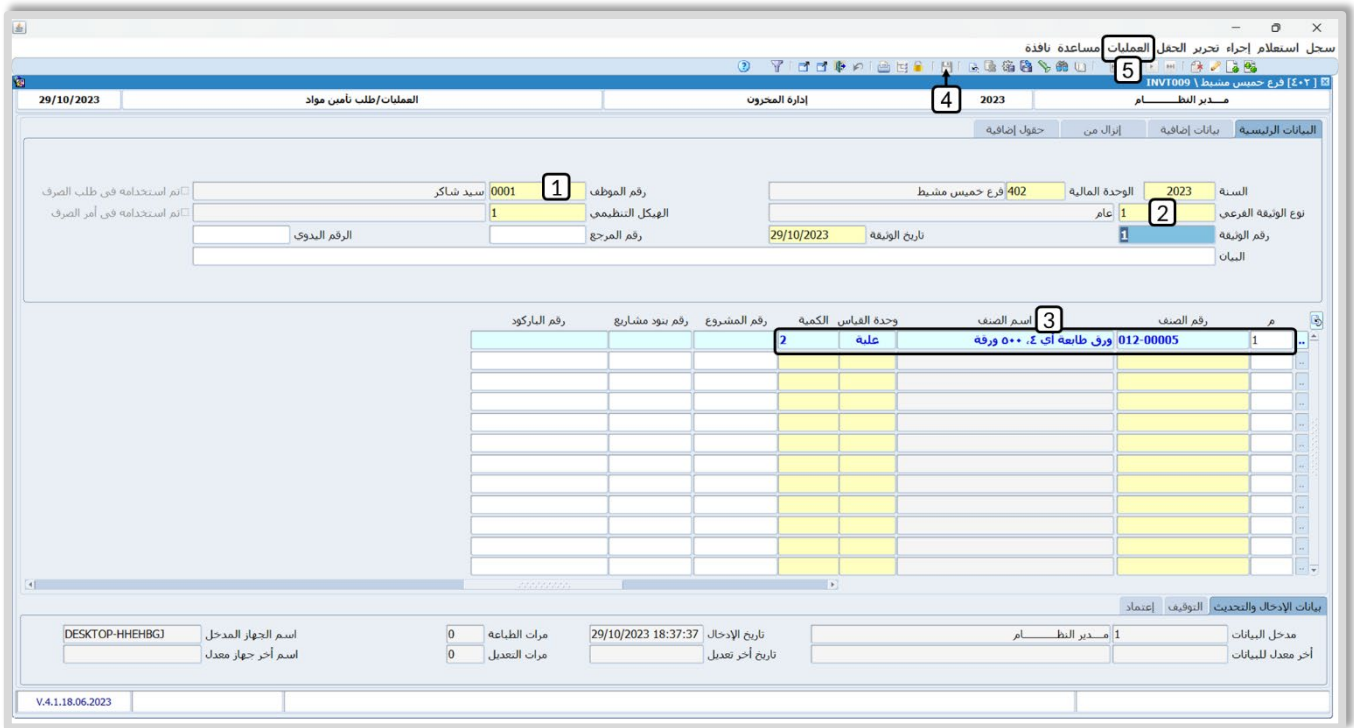 سجل استعلام إجراء تحرير الحقل العمليات مساعدة نافذة
5
4
[٤٠٢] فرع خميس مشيط \ INVT009
مـــدير النظـــــــــام 2023 إدارة المخزون العمليات/طلب تأمين مواد 29/10/2023
البيانات الرئيسية بيانات إضافية إنزال من حقول إضافية
السنة 2023 الوحدة المالية 402 فرع خميس مشيط رقم الموظف 0001 1 سيد شاكر تم استخدامه في طلب الصرف
نوع الوثيقة الفرعي 2 1 عام الهيكل التنظيمي 1 تم استخدامه في أمر الصرف
رقم الوثيقة 1 تاريخ الوثيقة 29/10/2023 رقم المرجع الرقم اليدوي
البيان
م رقم الصنف اسم الصنف 3 وحدة القياس الكمية رقم المشروع رقم بنود مشاريع رقم الباركود
1 012-00005 ورق طابعة أي ٤، ٥٠٠ ورقة علبة 2
بيانات الإدخال والتحديث التوقيف إعتماد
مدخل البيانات 1 مـــدير النظـــــــــام تاريخ الإدخال 29/10/2023 18:37:37 مرات الطباعة 0 اسم الجهاز المدخل DESKTOP-HHEHBGJ
أخر معدل للبيانات تاريخ أخر تعديل مرات التعديل 0 اسم أخر جهاز معدل
V.4.1.18.06.2023